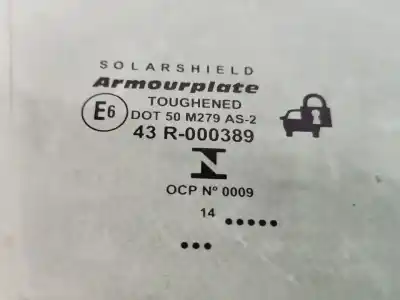 SOLARSHIELD
Armourplate
TOUGHENED
E6
DOT 50 M279 AS-2
43 R-000389
N
OCP Nº 0009
14